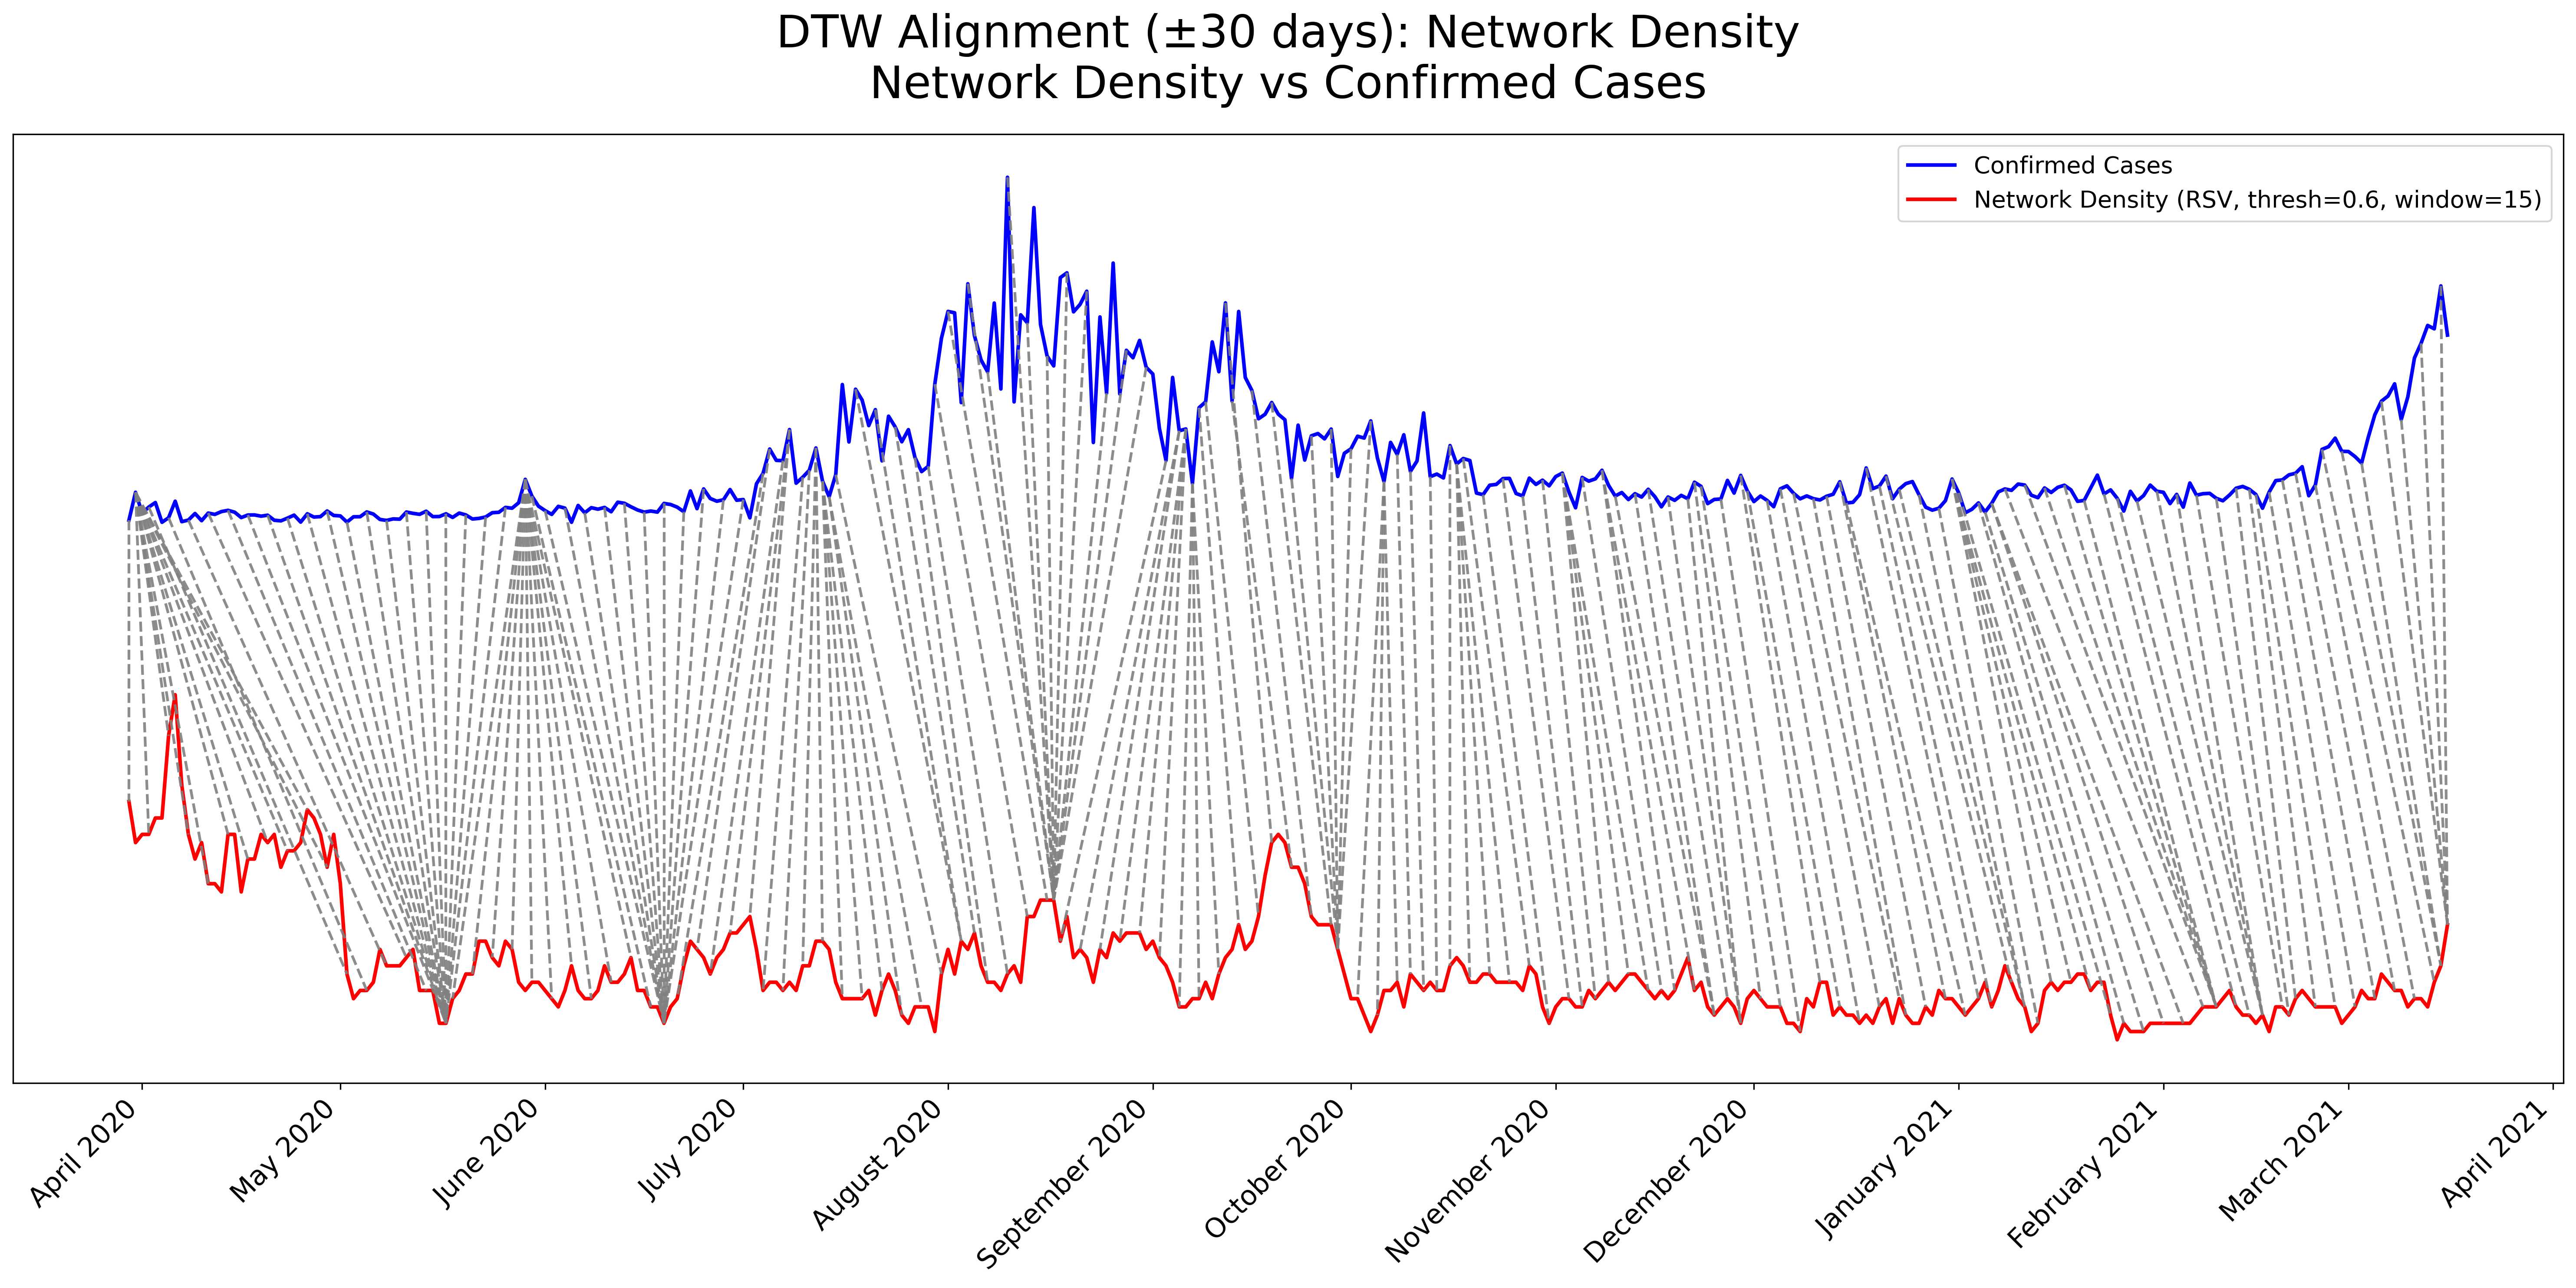 DTW Alignment (±30 days): Network Density
Network Density vs Confirmed Cases
Confirmed Cases
Network Density (RSV, thresh=0.6, window=15)
April 2020
May 2020
June 2020
July 2020
August 2020
September 2020
October 2020
November 2020
December 2020
January 2021
February 2021
March 2021
April 2021